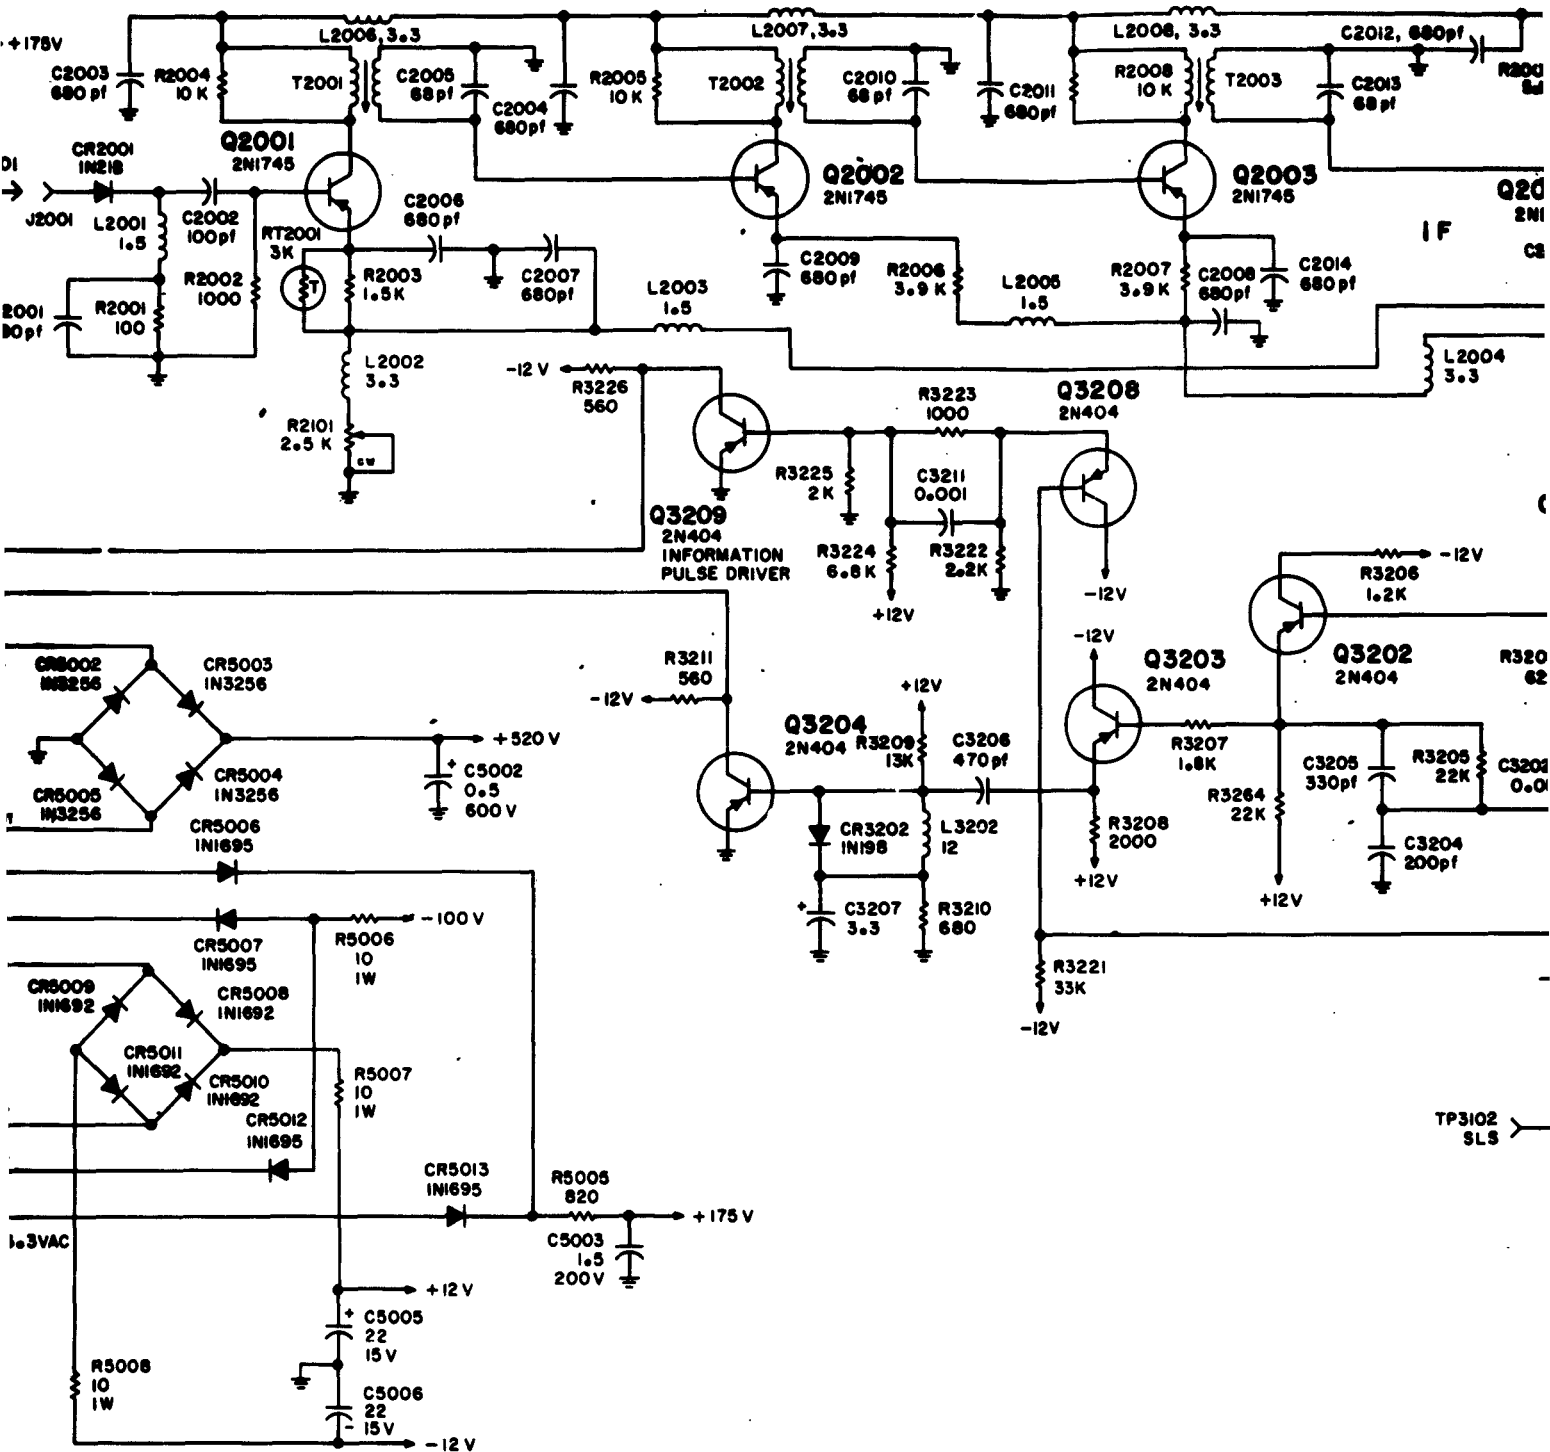 +175V
C2003
680 pf
R2004
10 K
L2006, 3.3
T2001
C2005
68pf
C2004
680pf
R2005
10 K
L2007, 3.3
T2002
C2010
68 pf
C2011
680pf
L2008, 3.3
R2008
10 K
T2003
C2012, 680pf
C2013
68 pf
Q2001
2N1745
CR2001
1N21B
J2001
L2001
1.5
C2002
100pf
R2002
1000
R2001
100
RT2001
3K
T
R2003
1.5K
C2006
680pf
C2007
680pf
L2002
3.3
R2101
2.5 K
CW
L2003
1.5
Q2002
2N1745
C2009
680 pf
R2006
3.9 K
L2005
1.5
Q2003
2N1745
R2007
3.9K
C2008
680pf
C2014
680 pf
IF
L2004
3.3
-12 V
R3226
560
Q3209
2N404
INFORMATION
PULSE DRIVER
R3225
2K
R3223
1000
C3211
0.001
R3224
6.8K
+12V
R3222
2.2K
Q3208
2N404
-12V
-12V
R3206
1.2K
Q3202
2N404
Q3203
2N404
-12V
R3207
1.8K
C3205
330pf
R3205
22K
R3264
22K
+12V
C3204
200pf
R3211
560
-12V
Q3204
2N404
+12V
R3209
13K
C3206
470pf
CR3202
1N198
L3202
12
R3208
2000
+12V
+
C3207
3.3
R3210
680
R3221
33K
-12V
CR5002
1N3256
CR5003
1N3256
CR5005
1N3256
CR5004
1N3256
+520 V
+
C5002
0.5
600 V
CR5006
1N1695
CR5007
1N1695
R5006
10
1W
-100 V
CR5009
1N1692
CR5008
1N1692
CR5011
1N1692
CR5010
1N1692
R5007
10
1W
CR5012
1N1695
CR5013
1N1695
R5005
820
+175 V
C5003
1.5
200 V
+12 V
+
C5005
22
15 V
C5006
22
- 15 V
-12 V
R5008
10
1W
TP3102
SLS